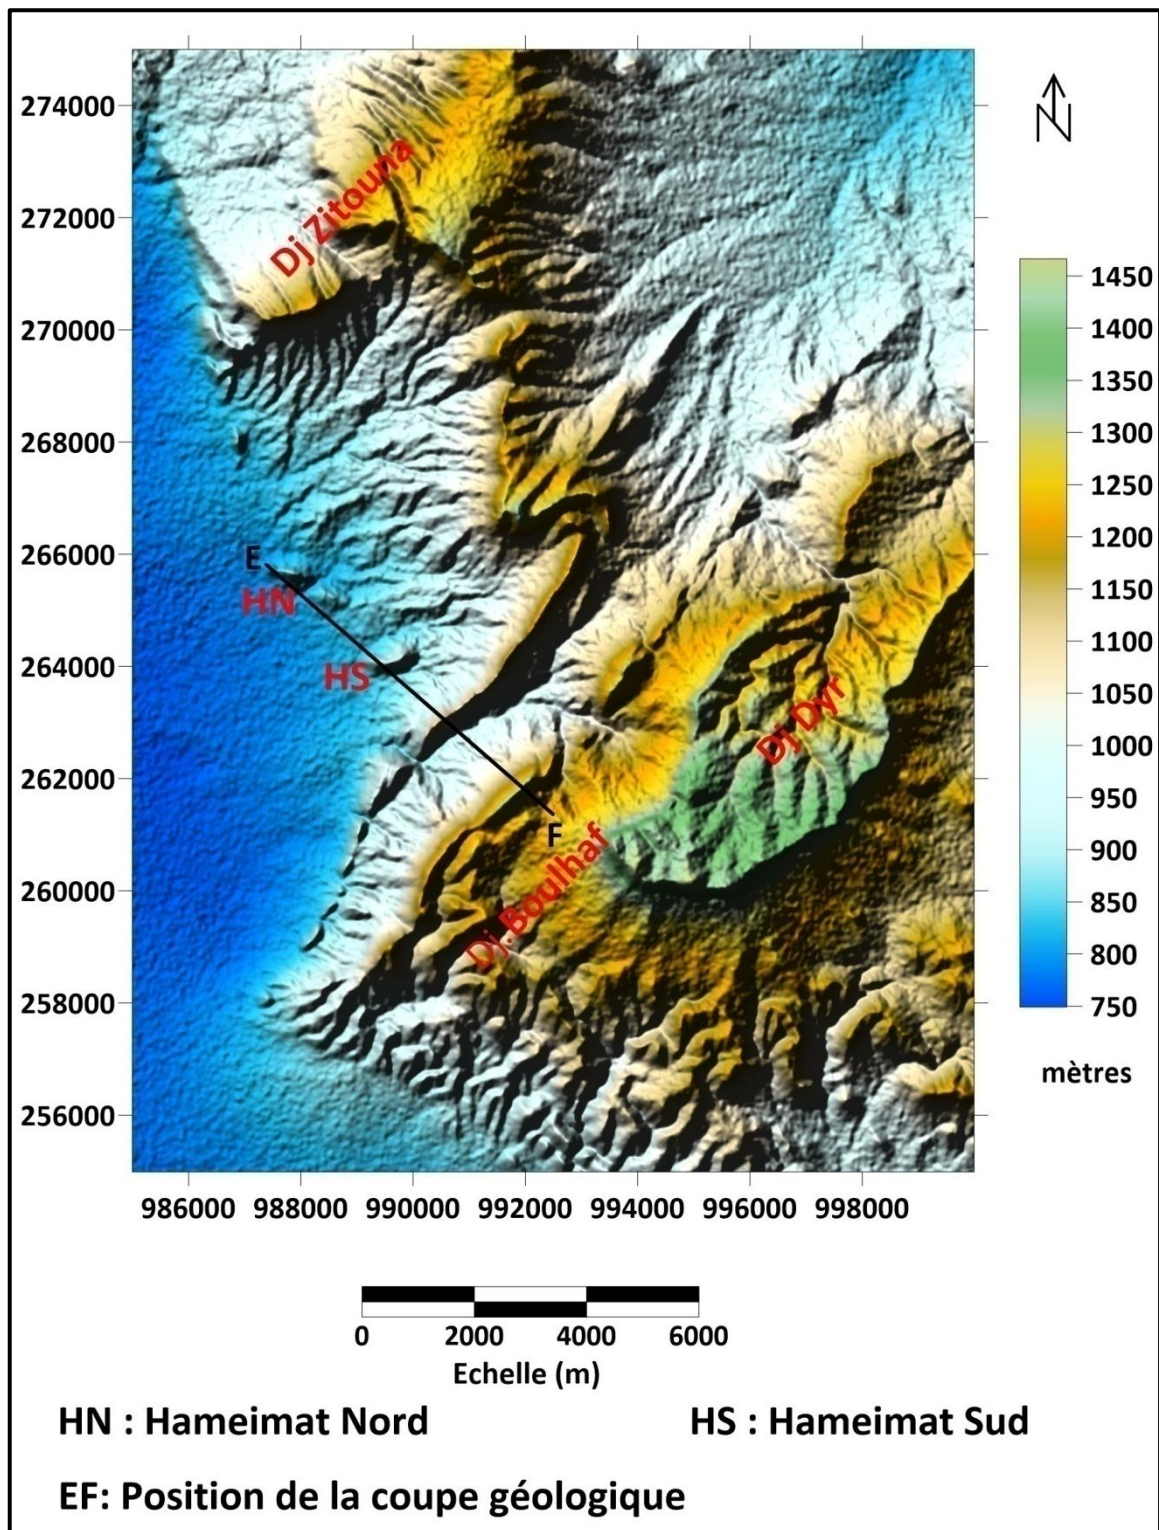 274000
272000
270000
268000
266000
264000
262000
260000
258000
256000
986000 988000 990000 992000 994000 996000 998000
N
Dj Zitouna
E
HN
HS
F
Dj Dyr
Dj.Boulhaf
1450
1400
1350
1300
1250
1200
1150
1100
1050
1000
950
900
850
800
750
mètres
0 2000 4000 6000
Echelle (m)
HN : Hameimat Nord
HS : Hameimat Sud
EF: Position de la coupe géologique